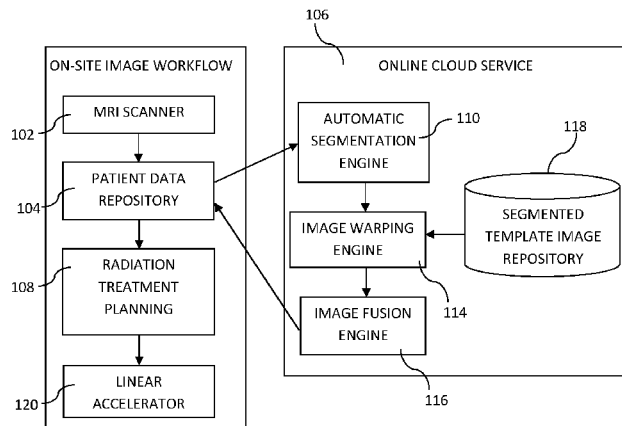 ON-SITE IMAGE WORKFLOW
MRI SCANNER
102
PATIENT DATA
REPOSITORY
104
RADIATION
TREATMENT
PLANNING
108
LINEAR
ACCELERATOR
120
106
ONLINE CLOUD SERVICE
AUTOMATIC
SEGMENTATION
ENGINE
110
IMAGE WARPING
ENGINE
114
IMAGE FUSION
ENGINE
116
118
SEGMENTED
TEMPLATE IMAGE
REPOSITORY